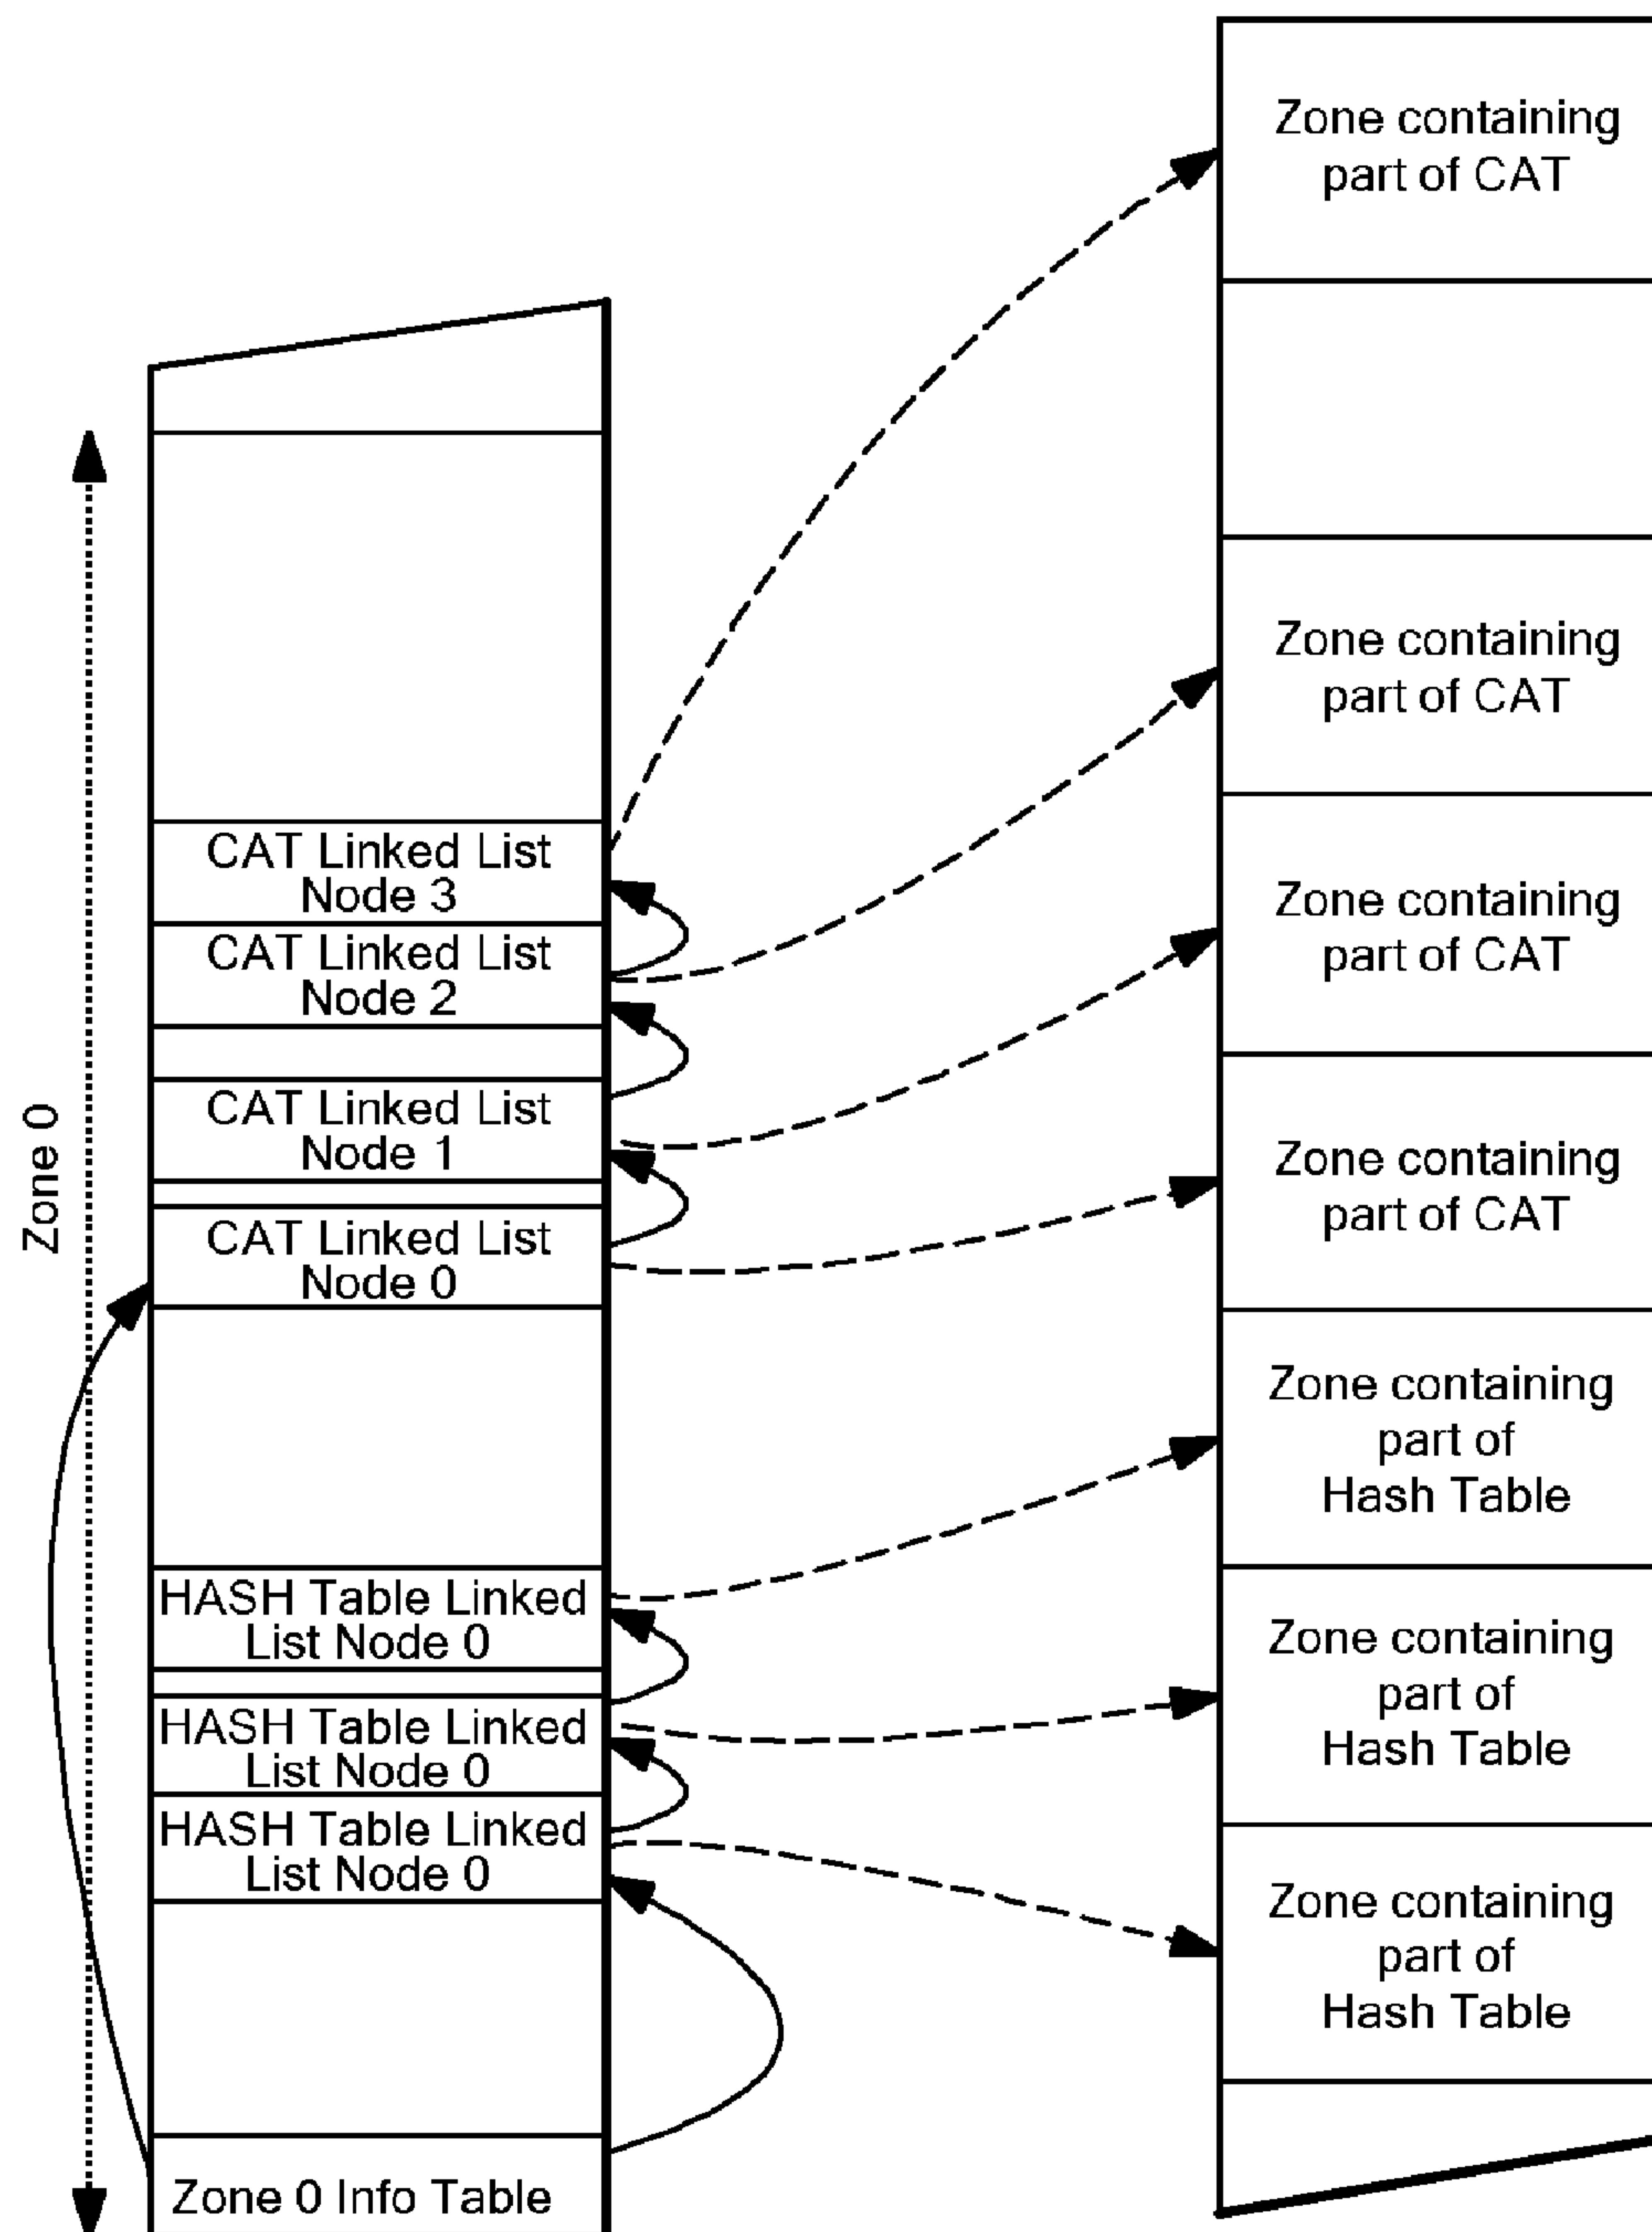 Zone 0
CAT Linked List
Node 3
CAT Linked List
Node 2
CAT Linked List
Node 1
CAT Linked List
Node 0
HASH Table Linked
List Node 0
HASH Table Linked
List Node 0
HASH Table Linked
List Node 0
Zone 0 Info Table
Zone containing
part of CAT
Zone containing
part of CAT
Zone containing
part of CAT
Zone containing
part of CAT
Zone containing
part of
Hash Table
Zone containing
part of
Hash Table
Zone containing
part of
Hash Table